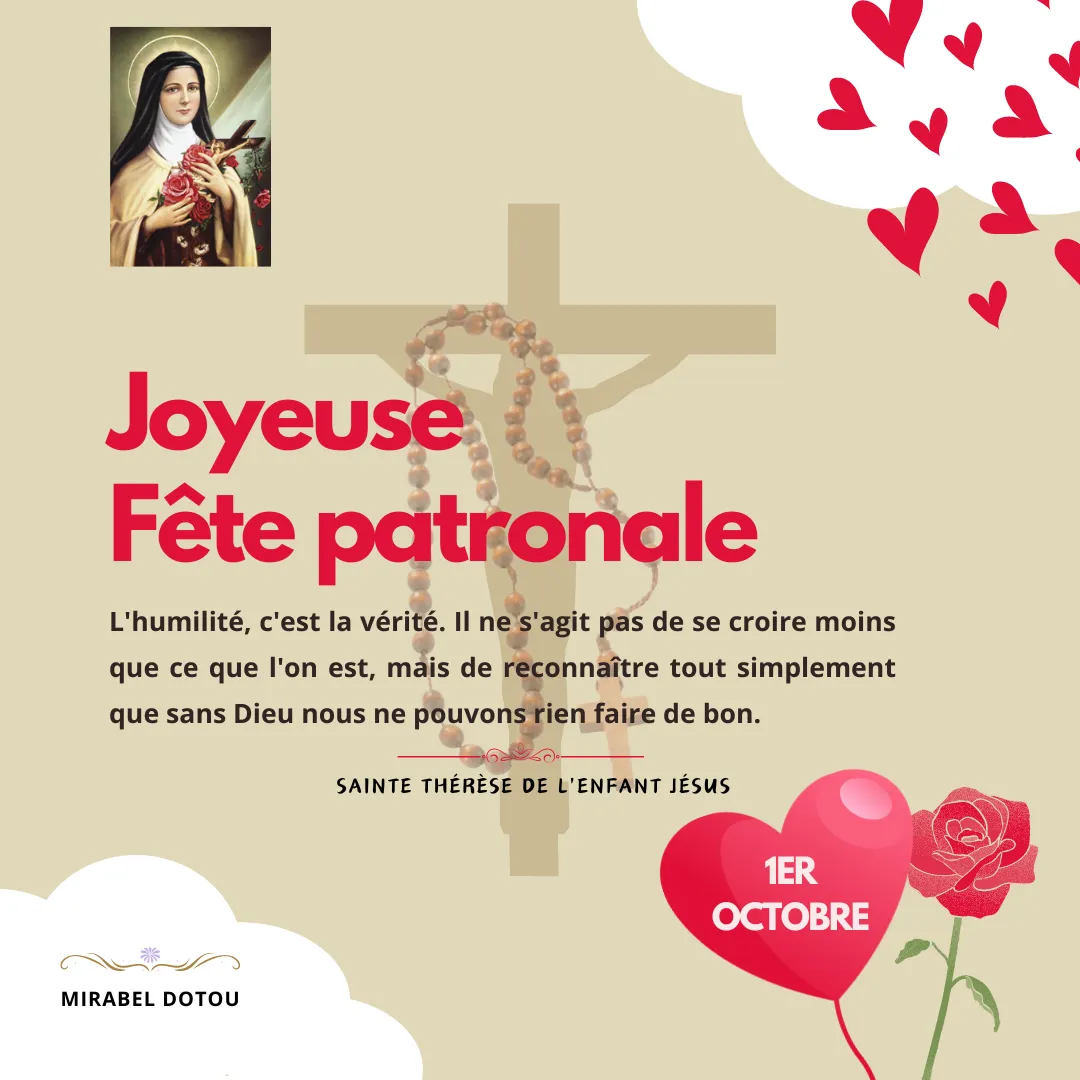 Joyeuse
Fête patronale
L'humilité, c'est la vérité. Il ne s'agit pas de se croire moins
que ce que l'on est, mais de reconnaître tout simplement
que sans Dieu nous ne pouvons rien faire de bon.
SAINTE THÉRÈSE DE L'ENFANT JÉSUS
1ER
OCTOBRE
MIRABEL DOTOU